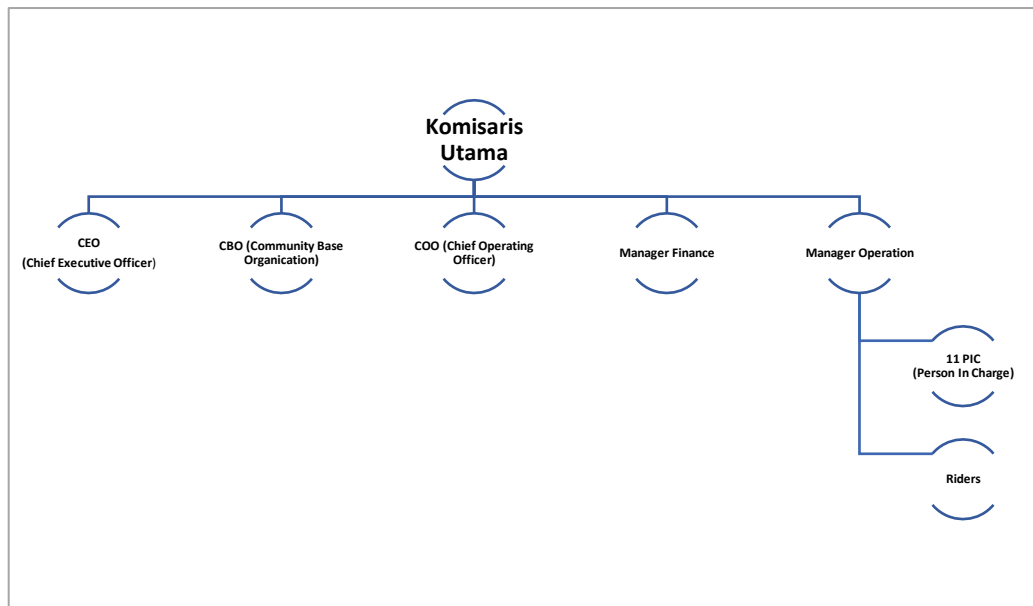 Komisaris
Utama
CEO
(Chief Executive Officer)
CBO (Community Base
Organication)
COO (Chief Operating
Officer)
Manager Finance
Manager Operation
11 PIC
(Person In Charge)
Riders